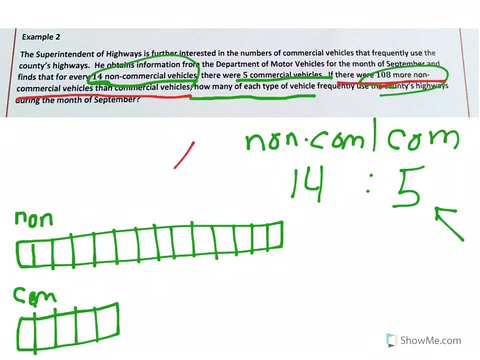 Example 2
The Superintendent of Highways is further interested in the numbers of commercial vehicles that frequently use the
county's highways. He obtains information from the Department of Motor Vehicles for the month of September and
finds that for every 14 non-commercial vehicles, there were 5 commercial vehicles. If there were 108 more non-
commercial vehicles than commercial vehicles, how many of each type of vehicle frequently use the county's highways
during the month of September?
non.com | com
14 : 5
non
com
ShowMe.com